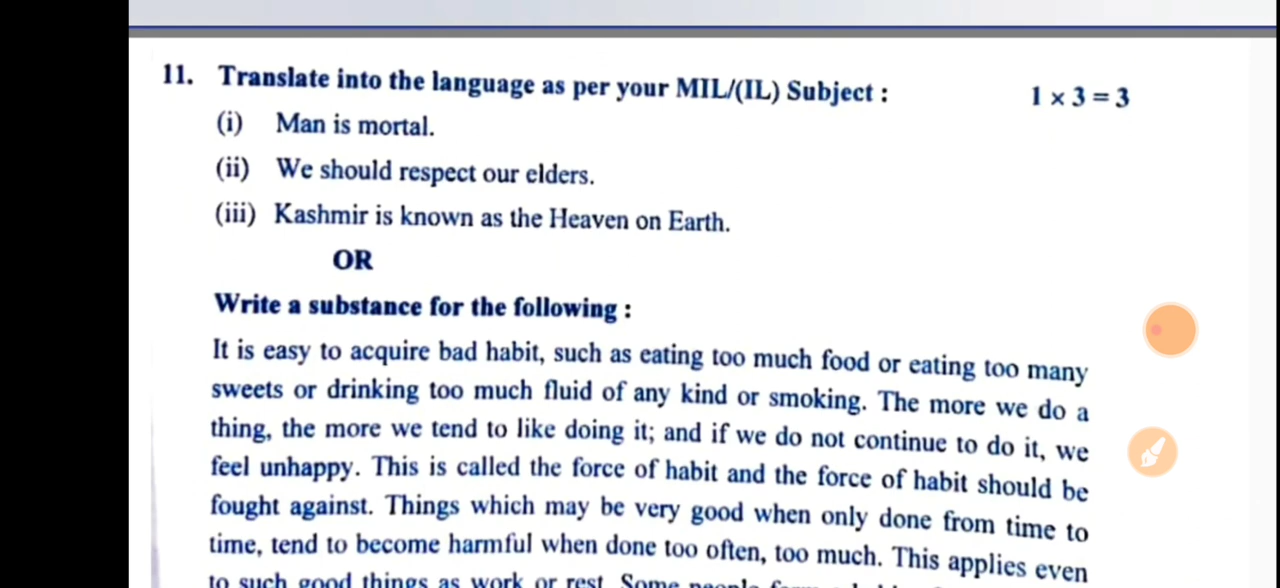 11. Translate into the language as per your MIL/(IL) Subject : 1 × 3 = 3
(i) Man is mortal.
(ii) We should respect our elders.
(iii) Kashmir is known as the Heaven on Earth.
OR
Write a substance for the following :
It is easy to acquire bad habit, such as eating too much food or eating too many
sweets or drinking too much fluid of any kind or smoking. The more we do a
thing, the more we tend to like doing it; and if we do not continue to do it, we
feel unhappy. This is called the force of habit and the force of habit should be
fought against. Things which may be very good when only done from time to
time, tend to become harmful when done too often, too much. This applies even
to such good things as work or rest. Some people form